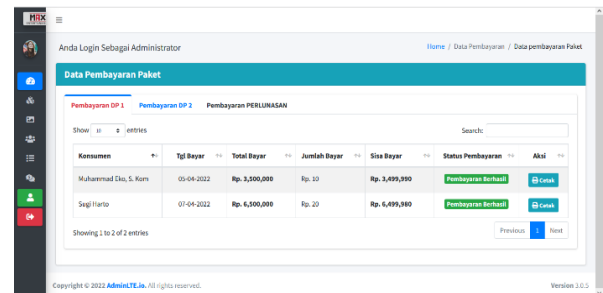 MRX
Anda Login Sebagai Administrator
Home / Data Pembayaran / Data pembayaran Paket
Data Pembayaran Paket
Pembayaran DP 1 Pembayaran DP 2 Pembayaran PERLUNASAN
Show 10 entries Search:
Konsumen Tgl Bayar Total Bayar Jumlah Bayar Sisa Bayar Status Pembayaran Aksi
Muhammad Eko, S. Kom 05-04-2022 Rp. 3,500,000 Rp. 10 Rp. 3,499,990 Pembayaran Berhasil Cetak
Sugi Harto 07-04-2022 Rp. 6,500,000 Rp. 20 Rp. 6,499,980 Pembayaran Berhasil Cetak
Showing 1 to 2 of 2 entries Previous 1 Next
Copyright © 2022 AdminLTE.io. All rights reserved. Version 3.0.5